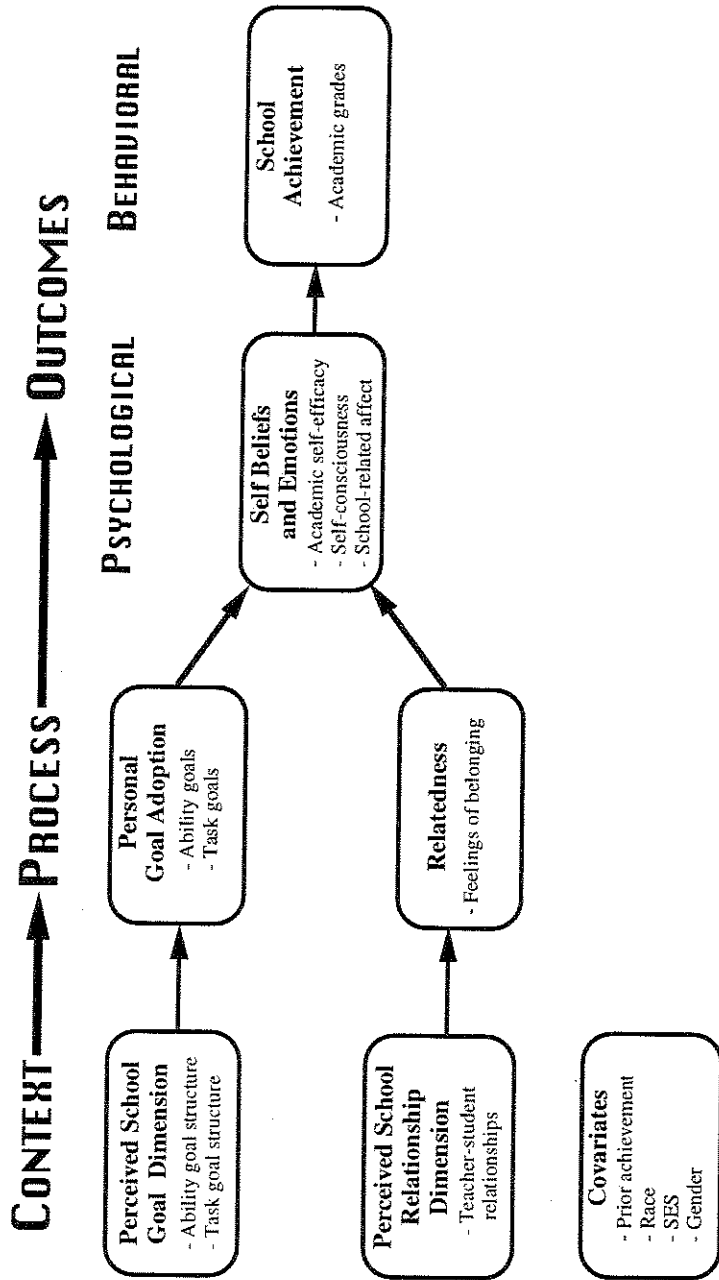 CONTEXT PROCESS OUTCOMES
PSYCHOLOGICAL BEHAVIORAL
Perceived School
Goal Dimension
- Ability goal structure
- Task goal structure
Personal
Goal Adoption
- Ability goals
- Task goals
Self Beliefs
and Emotions
- Academic self-efficacy
- Self-consciousness
- School-related affect
School
Achievement
- Academic grades
Perceived School
Relationship
Dimension
- Teacher-student
relationships
Relatedness
- Feelings of belonging
Covariates
- Prior achievement
- Race
- SES
- Gender